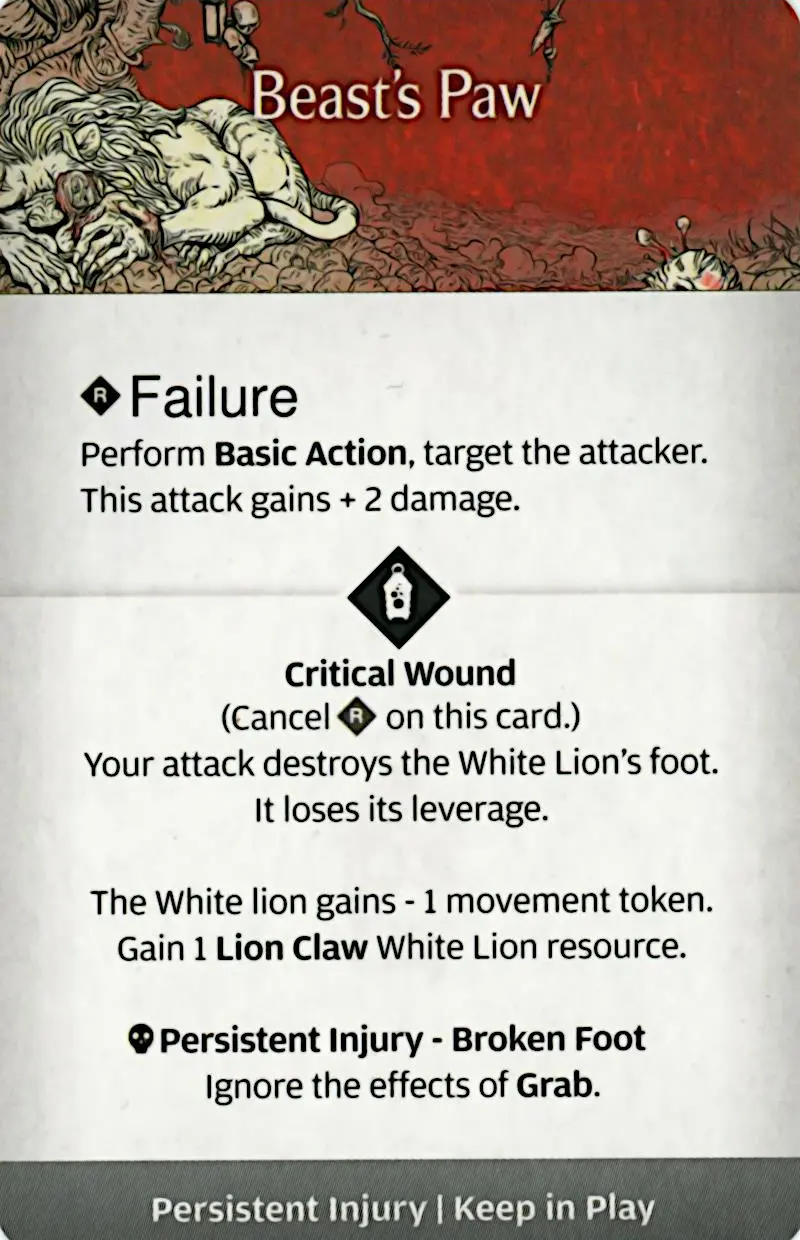 Beast's Paw
R Failure
Perform Basic Action, target the attacker.
This attack gains + 2 damage.
Critical Wound
(Cancel R on this card.)
Your attack destroys the White Lion's foot.
It loses its leverage.
The White lion gains - 1 movement token.
Gain 1 Lion Claw White Lion resource.
Persistent Injury - Broken Foot
Ignore the effects of Grab.
Persistent Injury | Keep in Play